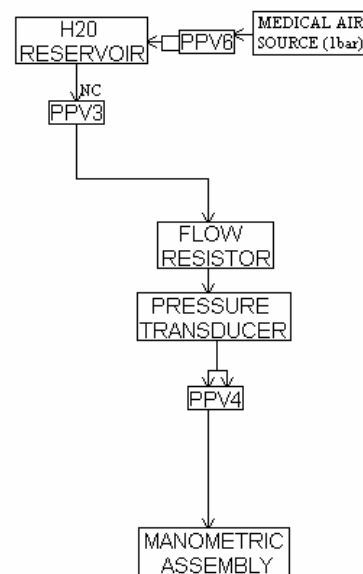 H20
RESERVOIR
PPV6
MEDICAL AIR
SOURCE (1bar)
NC
PPV3
FLOW
RESISTOR
PRESSURE
TRANSDUCER
PPV4
MANOMETRIC
ASSEMBLY